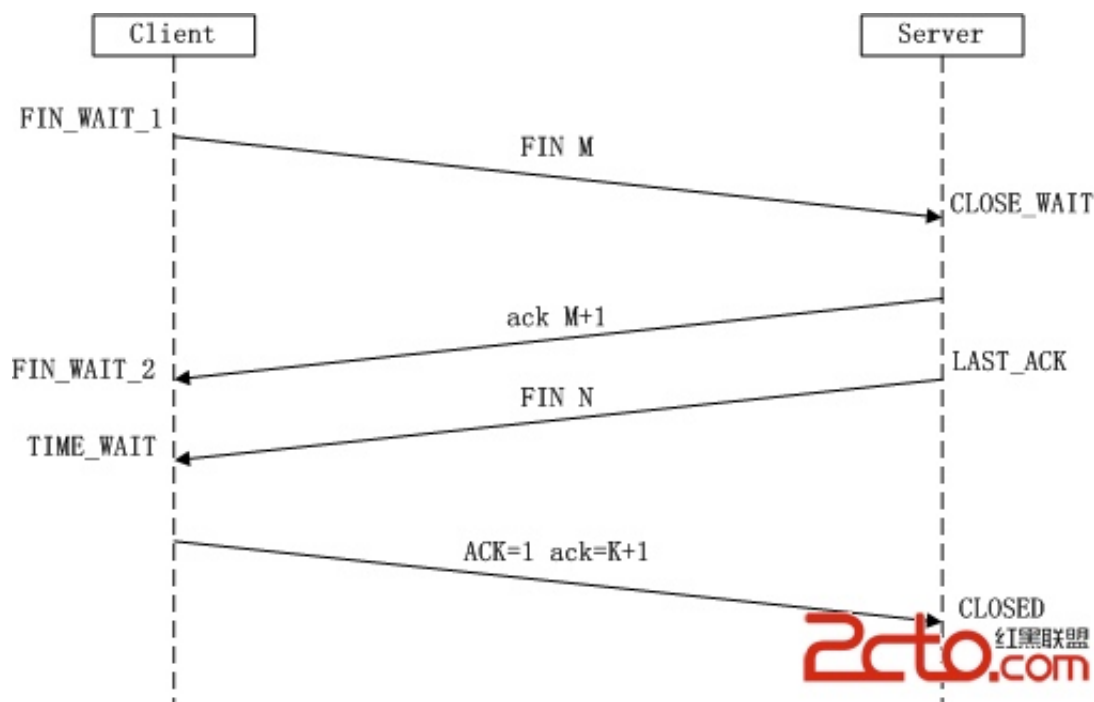 Client
Server
FIN_WAIT_1
FIN M
CLOSE_WAIT
ack M+1
FIN_WAIT_2
LAST_ACK
FIN N
TIME_WAIT
ACK=1 ack=K+1
CLOSED
2cto
红黑联盟
.com